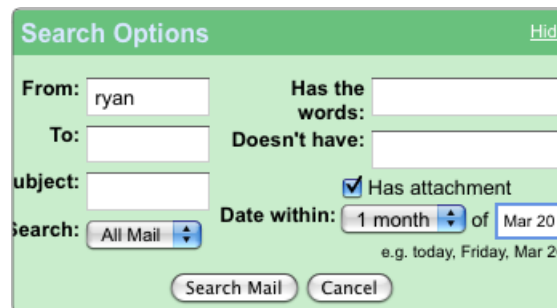 Search Options Hid
From: ryan Has the words:
To: Doesn't have:
ubject: Has attachment
earch: All Mail Date within: 1 month of Mar 20
e.g. today, Friday, Mar 2
Search Mail Cancel